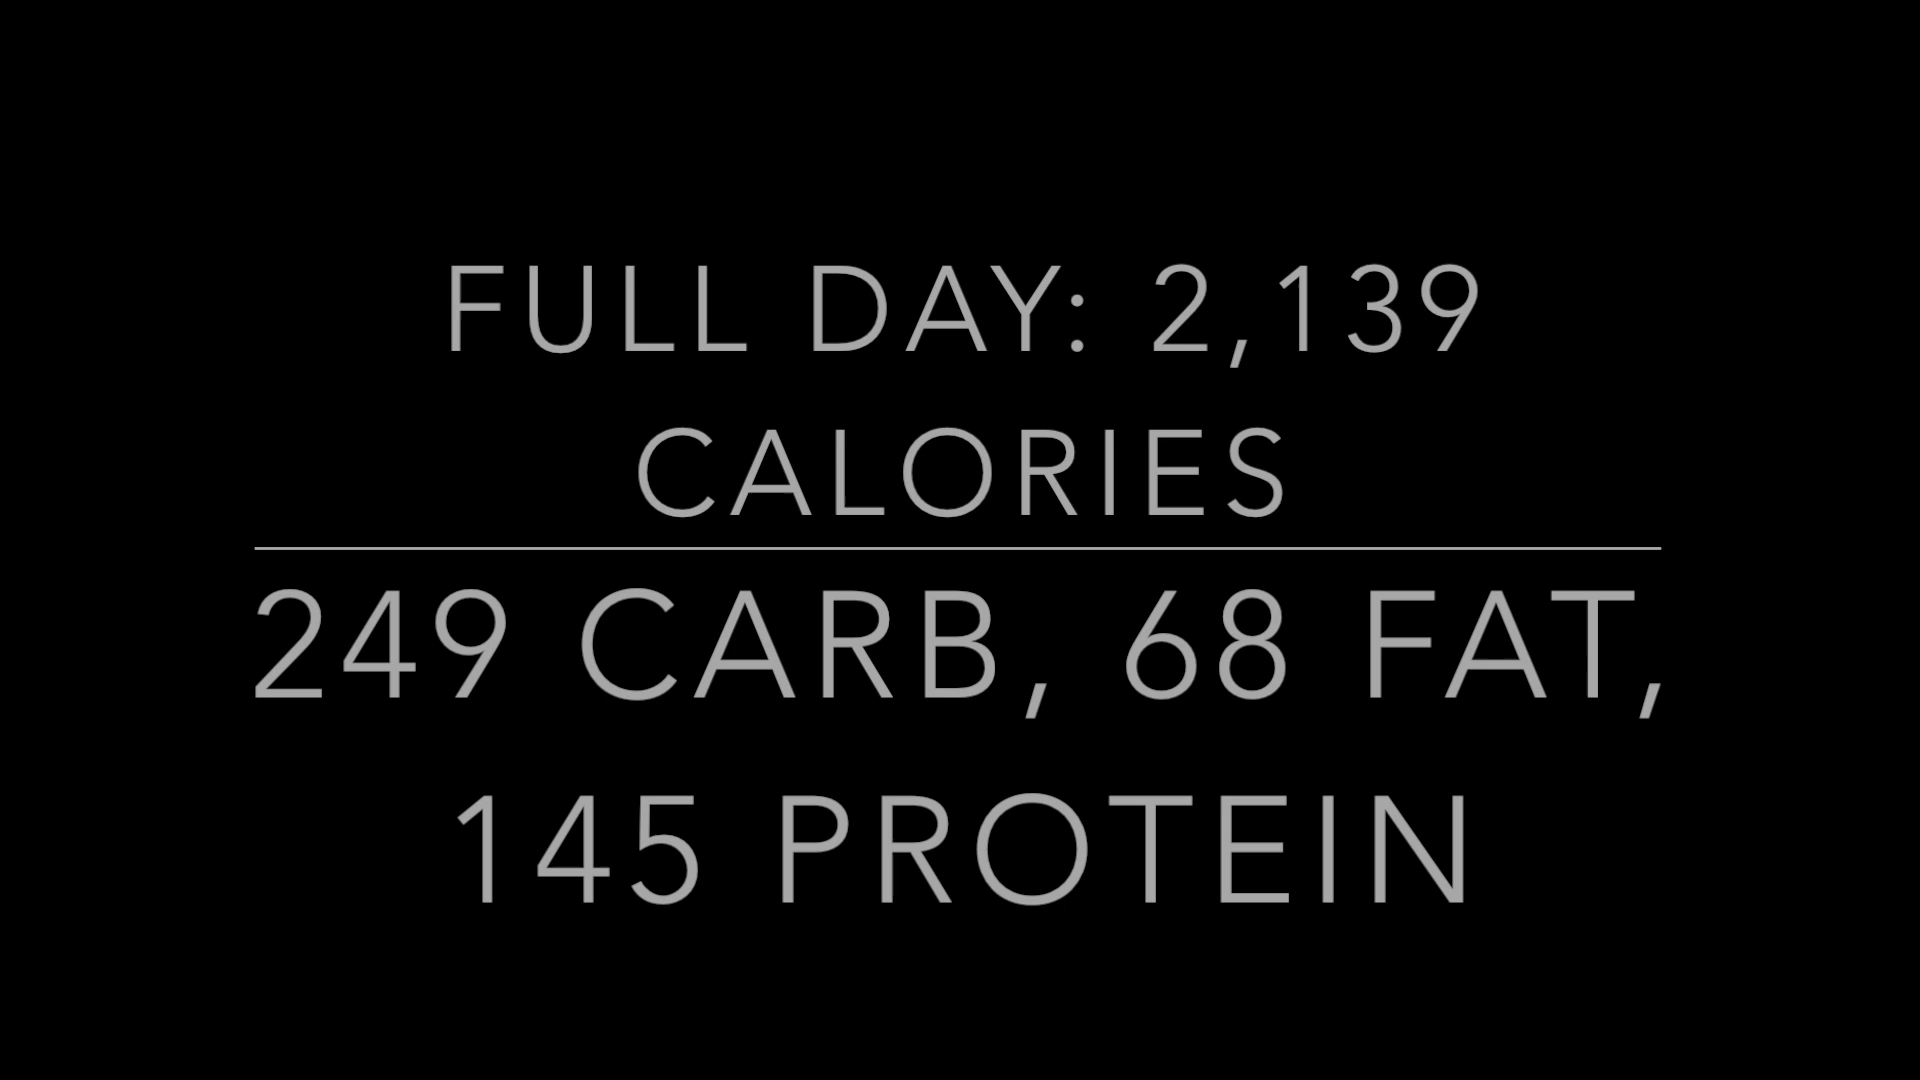 FULL DAY: 2,139
CALORIES
249 CARB, 68 FAT,
145 PROTEIN